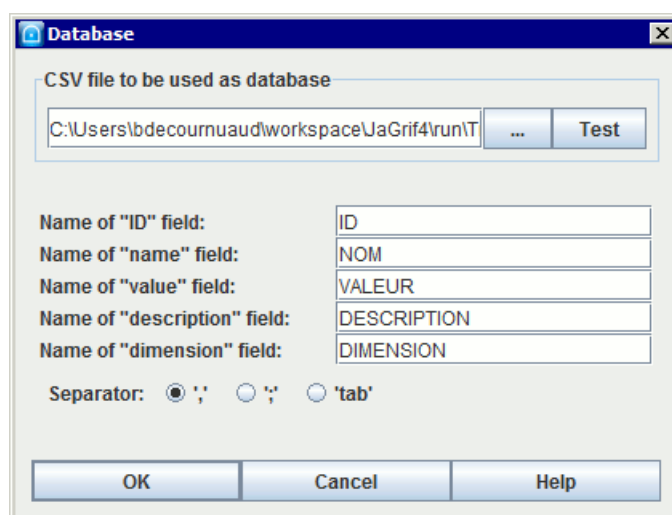 Database
CSV file to be used as database
C:\Users\bdecournuaud\workspace\JaGrif4\run\T ... Test
Name of "ID" field: ID
Name of "name" field: NOM
Name of "value" field: VALEUR
Name of "description" field: DESCRIPTION
Name of "dimension" field: DIMENSION
Separator: ',' ';' 'tab'
OK Cancel Help